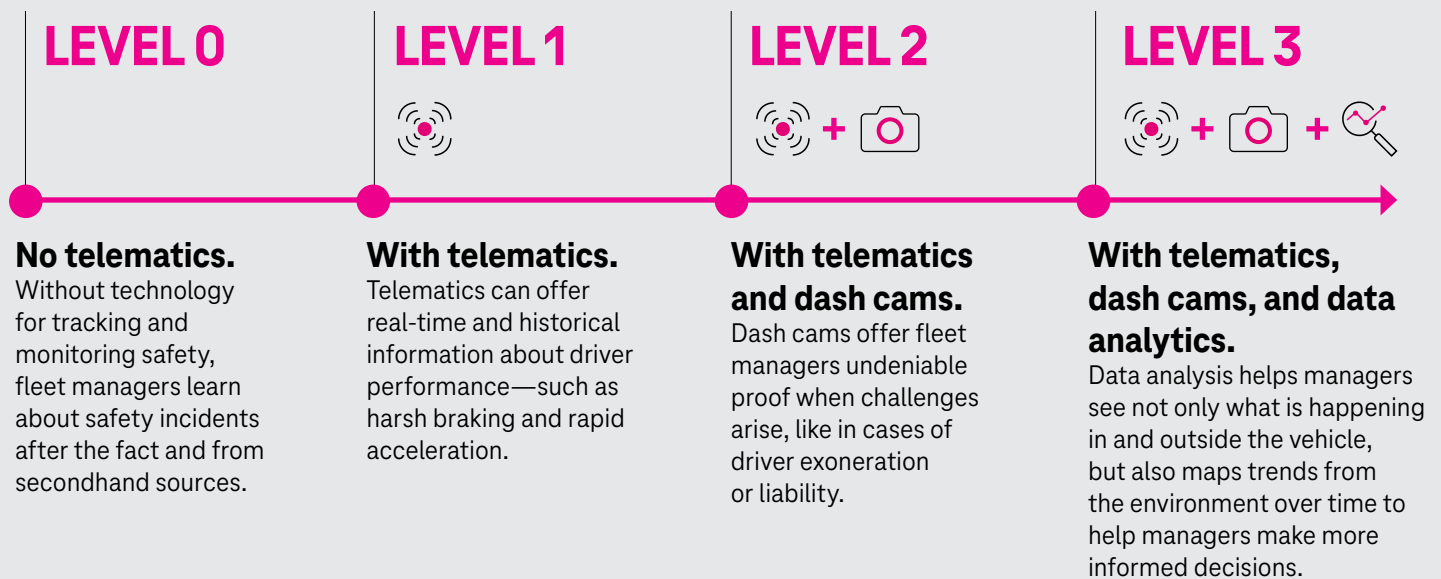 LEVEL 0
No telematics.
Without technology
for tracking and
monitoring safety,
fleet managers learn
about safety incidents
after the fact and from
secondhand sources.
LEVEL 1
With telematics.
Telematics can offer
real-time and historical
information about driver
performance—such as
harsh braking and rapid
acceleration.
LEVEL 2
+
With telematics
and dash cams.
Dash cams offer fleet
managers undeniable
proof when challenges
arise, like in cases of
driver exoneration
or liability.
LEVEL 3
+ +
With telematics,
dash cams, and data
analytics.
Data analysis helps managers
see not only what is happening
in and outside the vehicle,
but also maps trends from
the environment over time to
help managers make more
informed decisions.